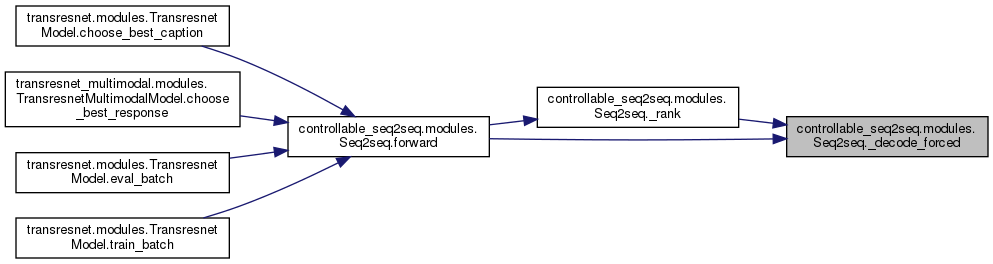 transresnet.modules.Transresnet
Model.choose_best_caption
transresnet_multimodal.modules.
TransresnetMultimodalModel.choose
_best_response
transresnet.modules.Transresnet
Model.eval_batch
transresnet.modules.Transresnet
Model.train_batch
controllable_seq2seq.modules.
Seq2seq.forward
controllable_seq2seq.modules.
Seq2seq._rank
controllable_seq2seq.modules.
Seq2seq._decode_forced